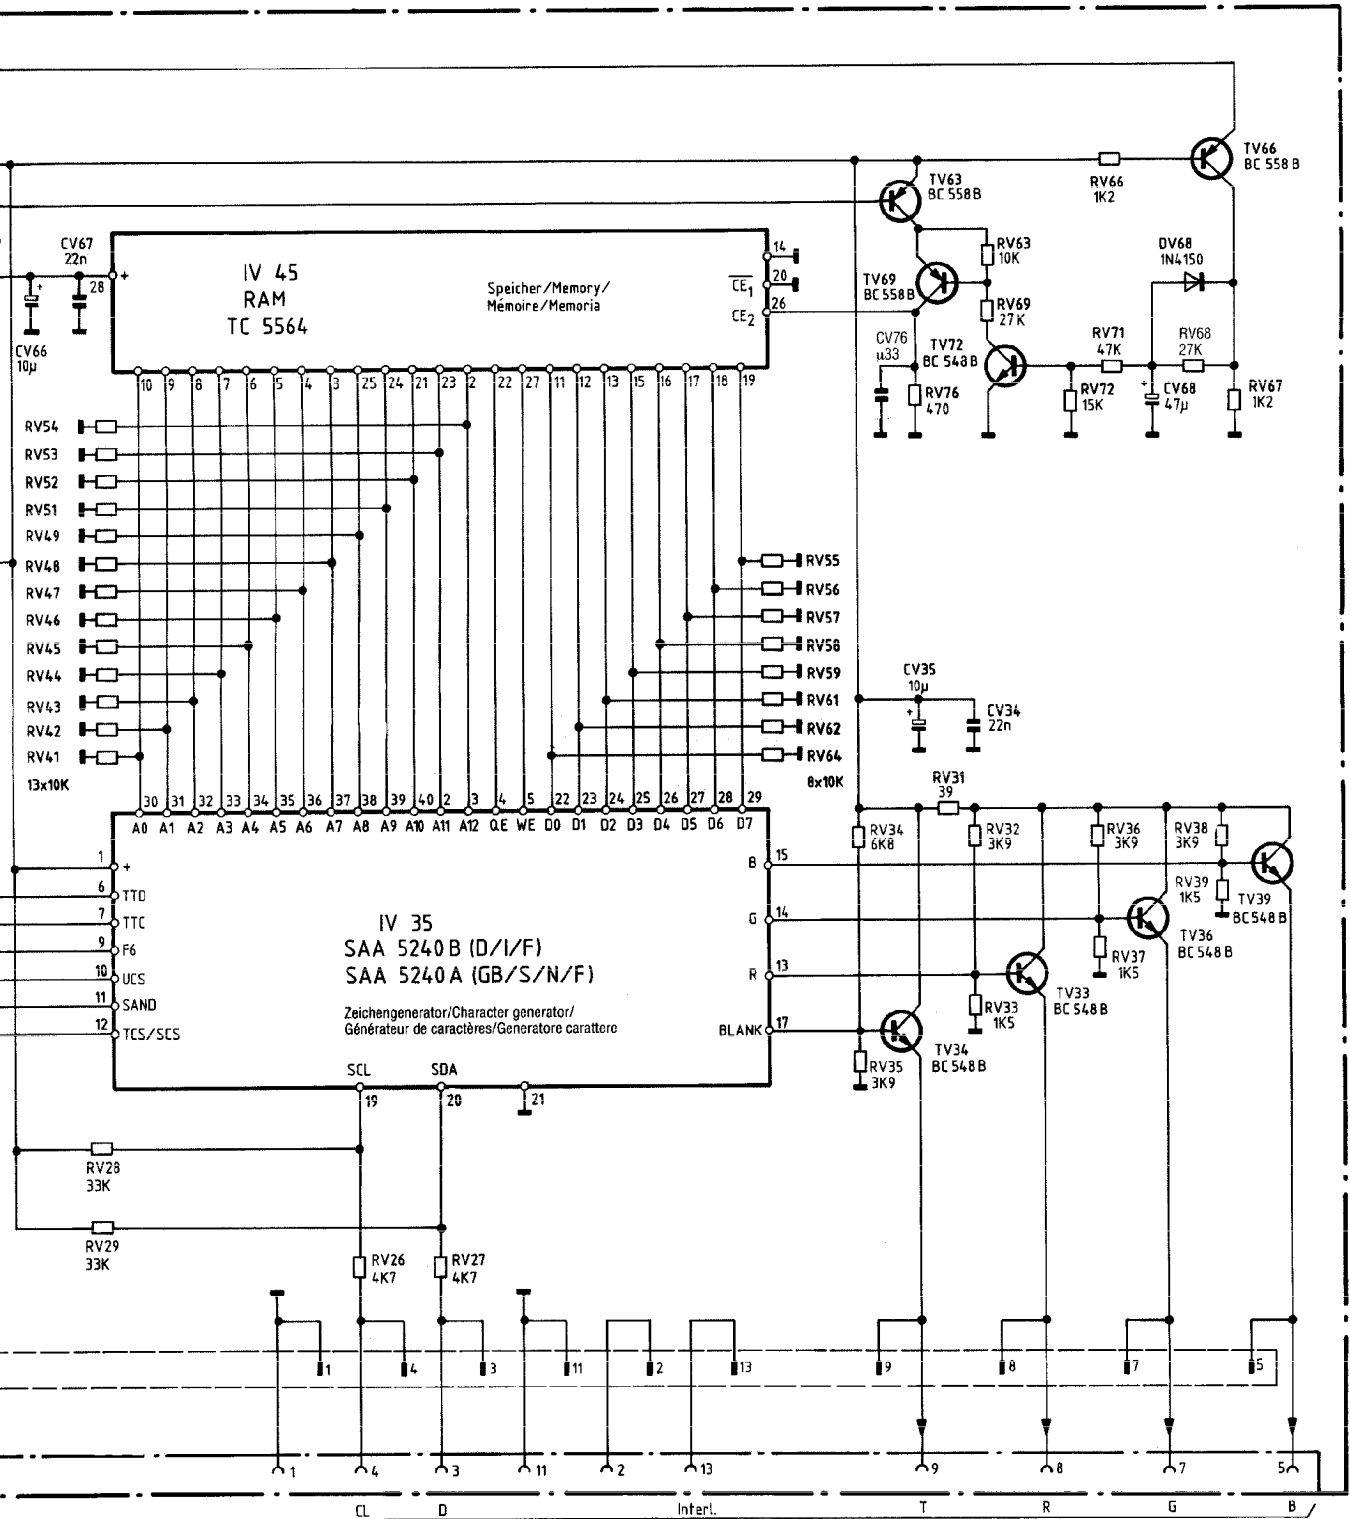 TV66
BC 558 B
TV63
BC 558 B
RV66
1K2
CV67
22n
28
+
IV 45
RAM
TC 5564
Speicher/Memory/
Mémoire/Memoria
14
20
CE1
26
CE2
CV66
10µ
+
TV69
BC 558 B
RV63
10K
RV69
27K
DV68
1N4150
CV76
µ33
TV72
BC 548 B
RV71
47K
RV68
27K
RV76
470
RV72
15K
+
CV68
47µ
RV67
1K2
10 9 8 7 6 5 4 3 25 24 21 23 2 22 27 11 12 13 15 16 17 18 19
RV54
RV53
RV52
RV51
RV49
RV48
RV47
RV46
RV45
RV44
RV43
RV42
RV41
13x10K
RV55
RV56
RV57
RV58
RV59
RV61
RV62
RV64
8x10K
CV35
10µ
+
CV34
22n
30 31 32 33 34 35 36 37 38 39 40 2 3 4 5 22 23 24 25 26 27 28 29
A0 A1 A2 A3 A4 A5 A6 A7 A8 A9 A10 A11 A12 OE WE D0 D1 D2 D3 D4 D5 D6 D7
RV31
39
RV34
6K8
RV32
3K9
RV36
3K9
RV38
3K9
1 +
6 TTD
7 TTC
9 F6
10 UCS
11 SAND
12 TCS/SCS
IV 35
SAA 5240 B (D/I/F)
SAA 5240 A (GB/S/N/F)
Zeichengenerator/Character generator/
Générateur de caractères/Generatore carattere
B 15
G 14
R 13
BLANK 17
RV39
1K5
TV39
BC 548 B
TV36
BC 548 B
RV37
1K5
TV33
BC 548 B
RV33
1K5
TV34
BC 548 B
RV35
3K9
SCL
SDA
19
20
21
RV28
33K
RV29
33K
RV26
4K7
RV27
4K7
1 4 3 11 2 13 9 8 7 5
1 4 3 11 2 13 9 8 7 5
CL D Interl. T R G B